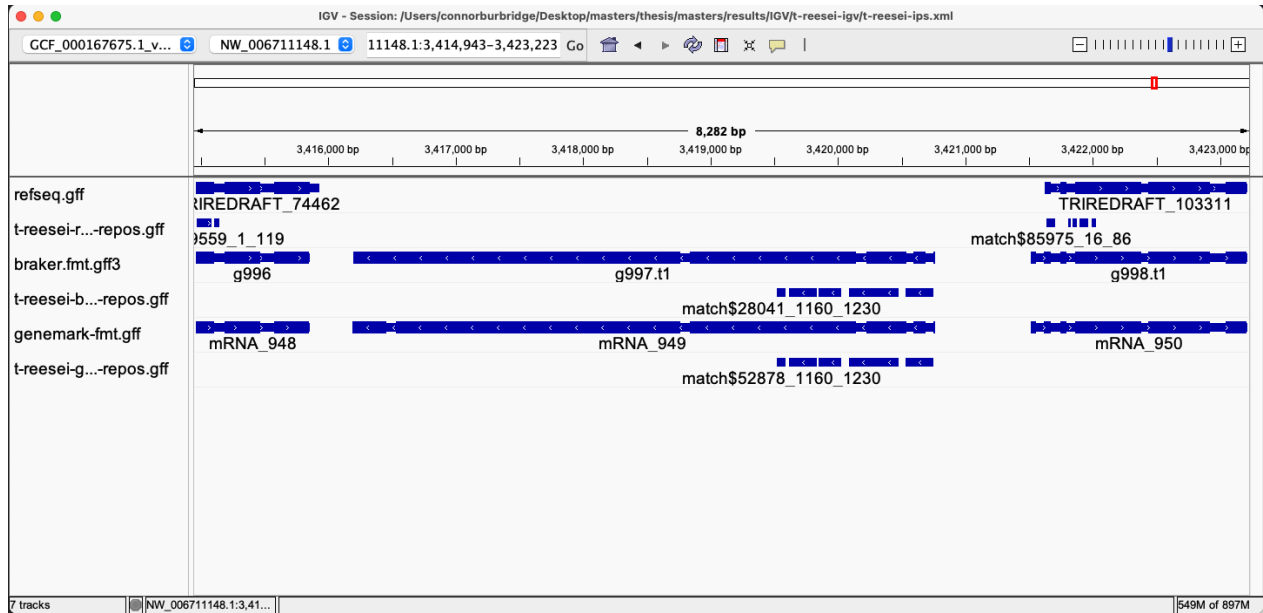 IGV - Session: /Users/connorburbridge/Desktop/masters/thesis/masters/results/IGV/t-reesei-igv/t-reesei-ips.xml
GCF_000167675.1_v... NW_006711148.1 11148.1:3,414,943-3,423,223 Go
8,282 bp
3,416,000 bp 3,417,000 bp 3,418,000 bp 3,419,000 bp 3,420,000 bp 3,421,000 bp 3,422,000 bp 3,423,000 bp
refseq.gff
RIREDRAFT_74462 TRIREDRAFT_103311
t-reesei-r...-repos.gff
9559_1_119 match$85975_16_86
braker.fmt.gff3
g996 g997.t1 g998.t1
t-reesei-b...-repos.gff
match$28041_1160_1230
genemark-fmt.gff
mRNA_948 mRNA_949 mRNA_950
t-reesei-g...-repos.gff
match$52878_1160_1230
7 tracks NW_006711148.1:3,41... 549M of 897M